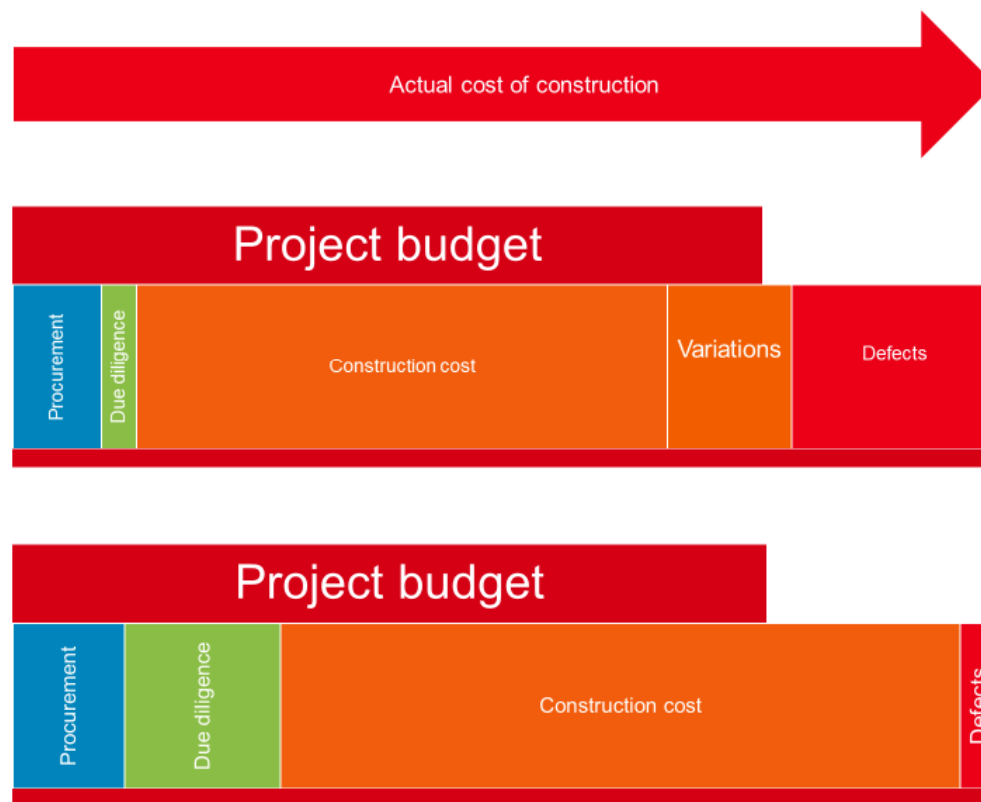 Actual cost of construction
Project budget
Procurement
Due diligence
Construction cost
Variations
Defects
Project budget
Procurement
Due diligence
Construction cost
Defects